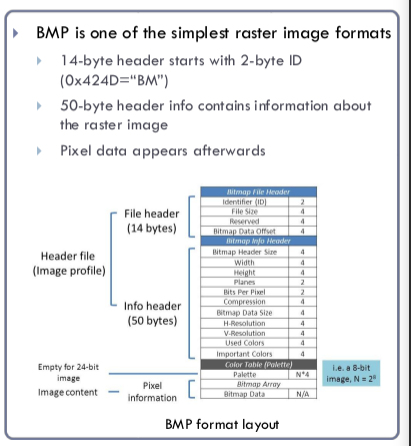 BMP is one of the simplest raster image formats
14-byte header starts with 2-byte ID
(0x424D="BM")
50-byte header info contains information about
the raster image
Pixel data appears afterwards
Bitmap File Header
Identifier (ID) 2
File Size 4
Reserved 4
Bitmap Data Offset 4
Bitmap Info Header
Bitmap Header Size 4
Width 4
Height 4
Planes 2
Bits Per Pixel 2
Compression 4
Bitmap Data Size 4
H-Resolution 4
V-Resolution 4
Used Colors 4
Important Colors 4
Color Table (Palette)
Palette N*4
Bitmap Array
Bitmap Data N/A
File header
(14 bytes)
Header file
(Image profile)
Info header
(50 bytes)
Empty for 24-bit
image
Image content
Pixel
information
i.e. a 8-bit
image, N = 2⁸
BMP format layout